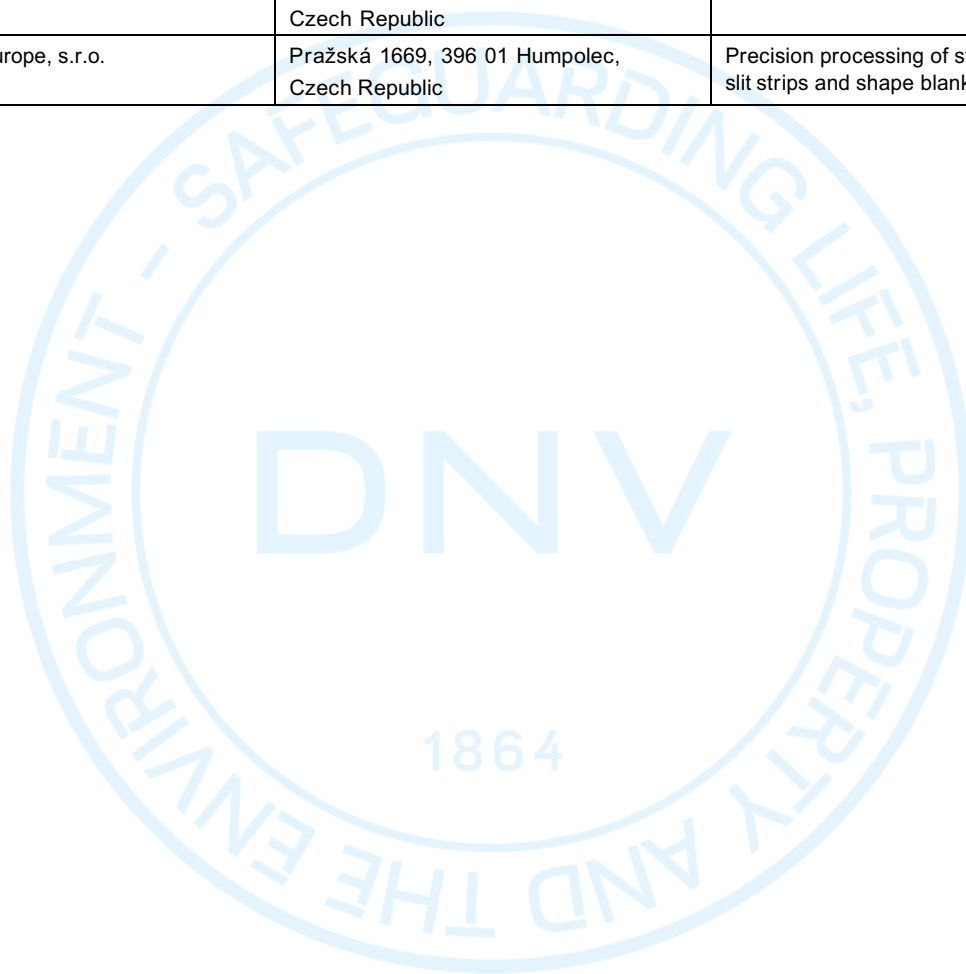 Czech Republic
urope, s.r.o.
Pražská 1669, 396 01 Humpolec,
Czech Republic
Precision processing of s
slit strips and shape blank
SAFEGUARDING LIFE, PROPERTY AND THE ENVIRONMENT -
DNV
1864